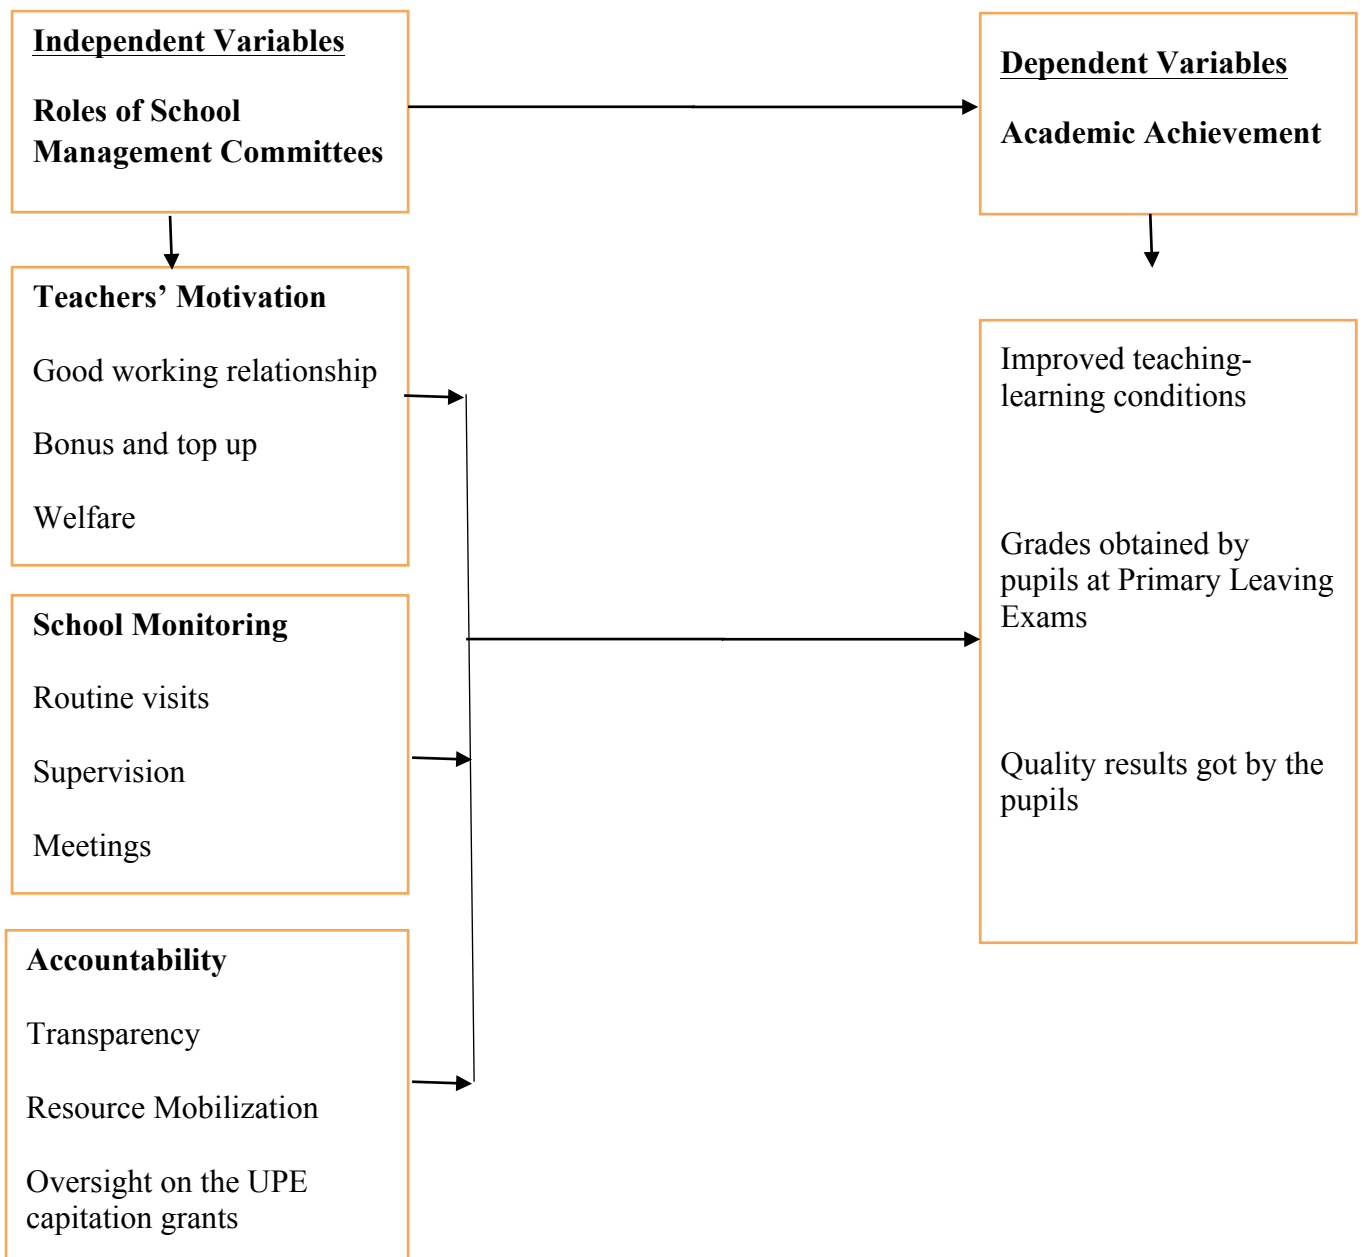 Independent Variables
Roles of School
Management Committees
Dependent Variables
Academic Achievement
Teachers’ Motivation
Good working relationship
Bonus and top up
Welfare
School Monitoring
Routine visits
Supervision
Meetings
Accountability
Transparency
Resource Mobilization
Oversight on the UPE
capitation grants
Improved teaching-
learning conditions
Grades obtained by
pupils at Primary Leaving
Exams
Quality results got by the
pupils